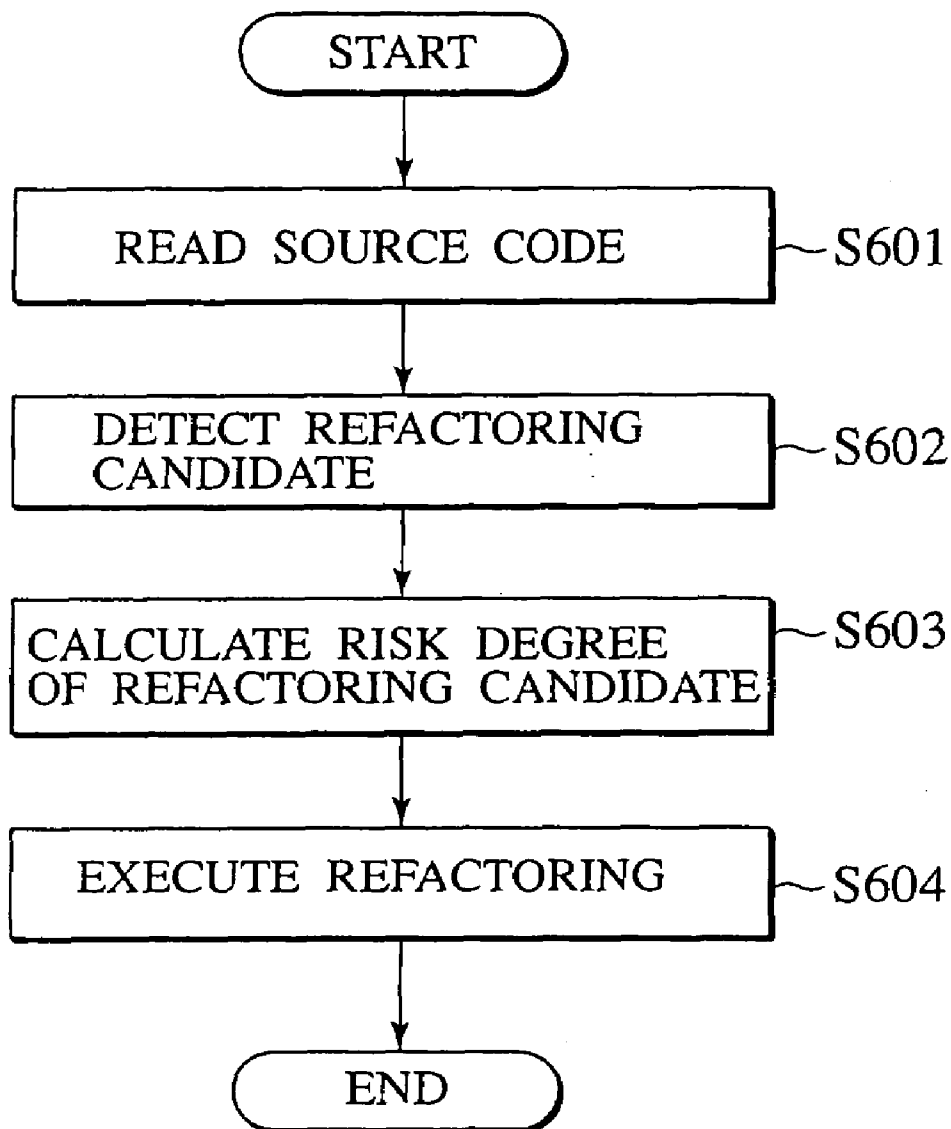 START
READ SOURCE CODE
S601
DETECT REFACTORING
CANDIDATE
S602
CALCULATE RISK DEGREE
OF REFACTORING CANDIDATE
S603
EXECUTE REFACTORING
S604
END